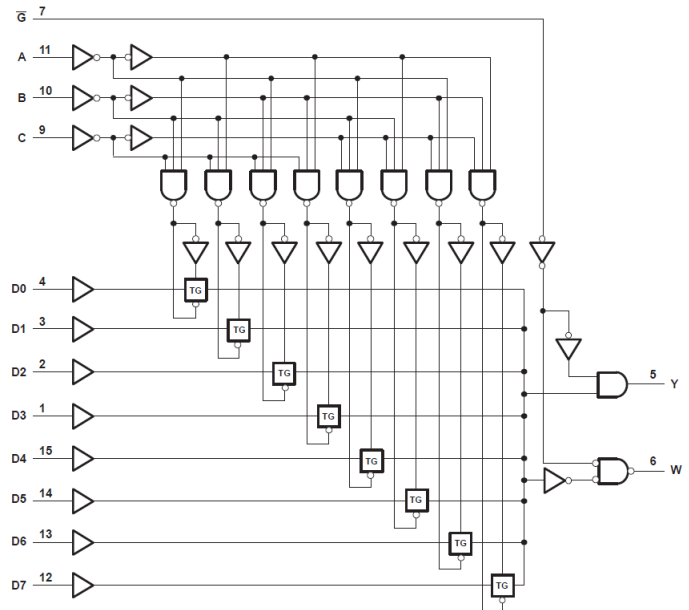 G 7
A 11
B 10
C 9
D0 4
TG
D1 3
TG
D2 2
TG
5 Y
D3 1
TG
D4 15
TG
6 W
D5 14
TG
D6 13
TG
D7 12
TG